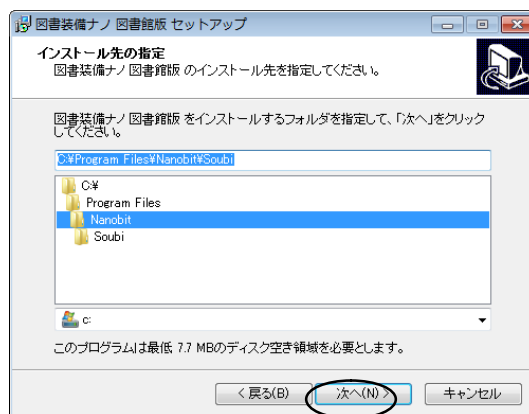 図書装備ナノ 図書館版 セットアップ
インストール先の指定
図書装備ナノ 図書館版 のインストール先を指定してください。
図書装備ナノ 図書館版 をインストールするフォルダを指定して、「次へ」をクリック
してください。
C:¥Program Files¥Nanobit¥Soubi
C:¥
Program Files
Nanobit
Soubi
c:
このプログラムは最低 7.7 MBのディスク空き領域を必要とします。
< 戻る(B)
次へ(N) >
キャンセル